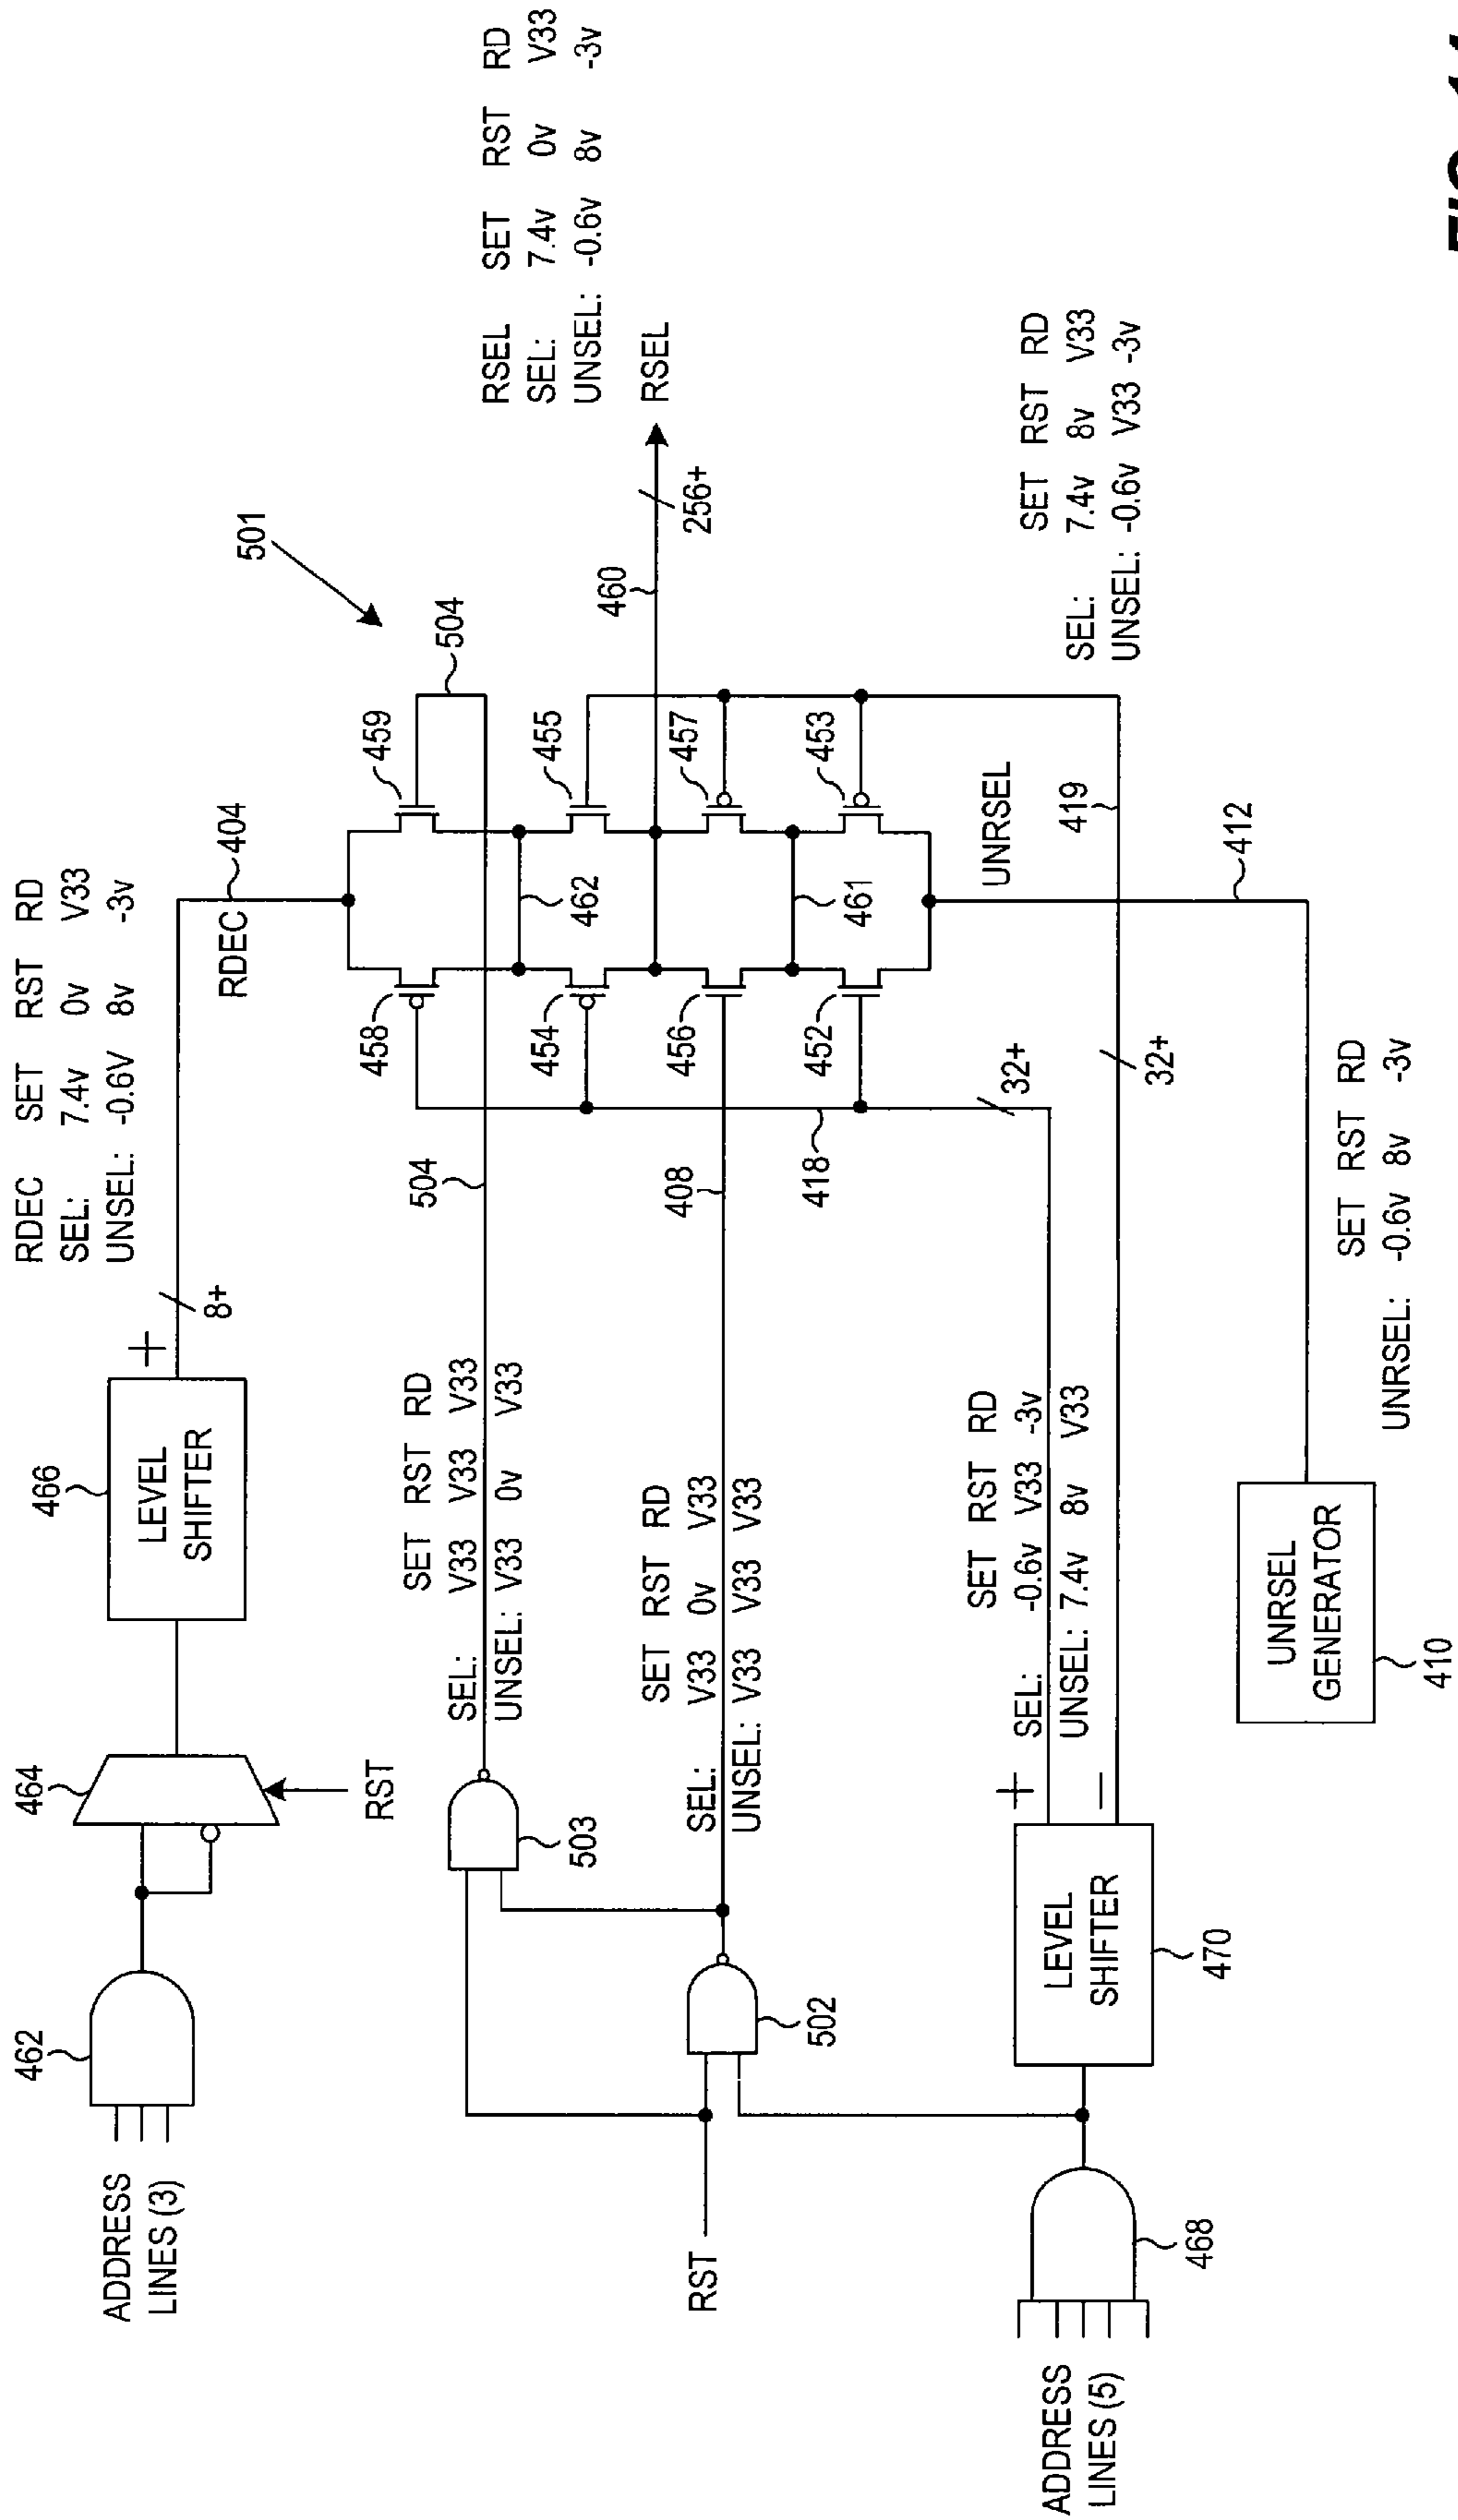 RDEC SET RST RD
SEL: 7.4v 0v V33
UNSEL: -0.6V 8v -3v
462
464
466
LEVEL
SHIFTER
+
8+
RDEC
404
ADDRESS
LINES (3)
RST
501
SET RST RD
SEL: V33 V33 V33
UNSEL: V33 0v V33
503
504
504
458
459
462
454
455
RSEL SET RST RD
SEL: 7.4v 0v V33
UNSEL: -0.6v 8v -3v
460
256+
RSEL
RST
502
SET RST RD
SEL: V33 0v V33
UNSEL: V33 V33 V33
408
456
457
461
452
453
418
32+
UNRSEL
419
32+
412
SET RST RD
SEL: 7.4v 8v V33
UNSEL: -0.6v V33 -3v
ADDRESS
LINES (5)
468
LEVEL
SHIFTER
470
+
–
SET RST RD
SEL: -0.6v V33 -3v
UNSEL: 7.4v 8v V33
UNRSEL
GENERATOR
410
SET RST RD
UNRSEL: -0.6v 8v -3v